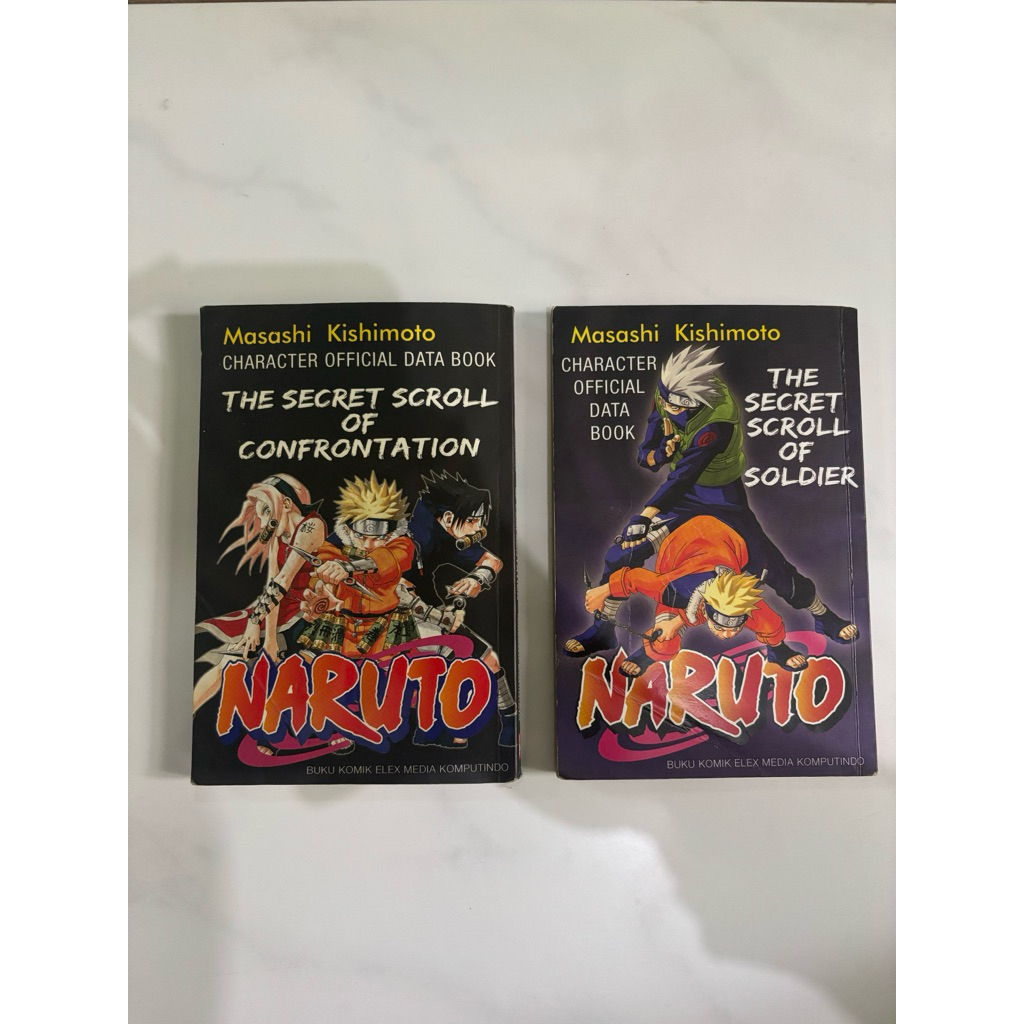 Masashi Kishimoto
CHARACTER OFFICIAL DATA BOOK
THE SECRET SCROLL
OF
CONFRONTATION
NARUTO
BUKU KOMIK ELEX MEDIA KOMPUTINDO
Masashi Kishimoto
CHARACTER
OFFICIAL
DATA
BOOK
THE
SECRET
SCROLL
OF
SOLDIER
NARUTO
BUKU KOMIK ELEX MEDIA KOMPUTINDO